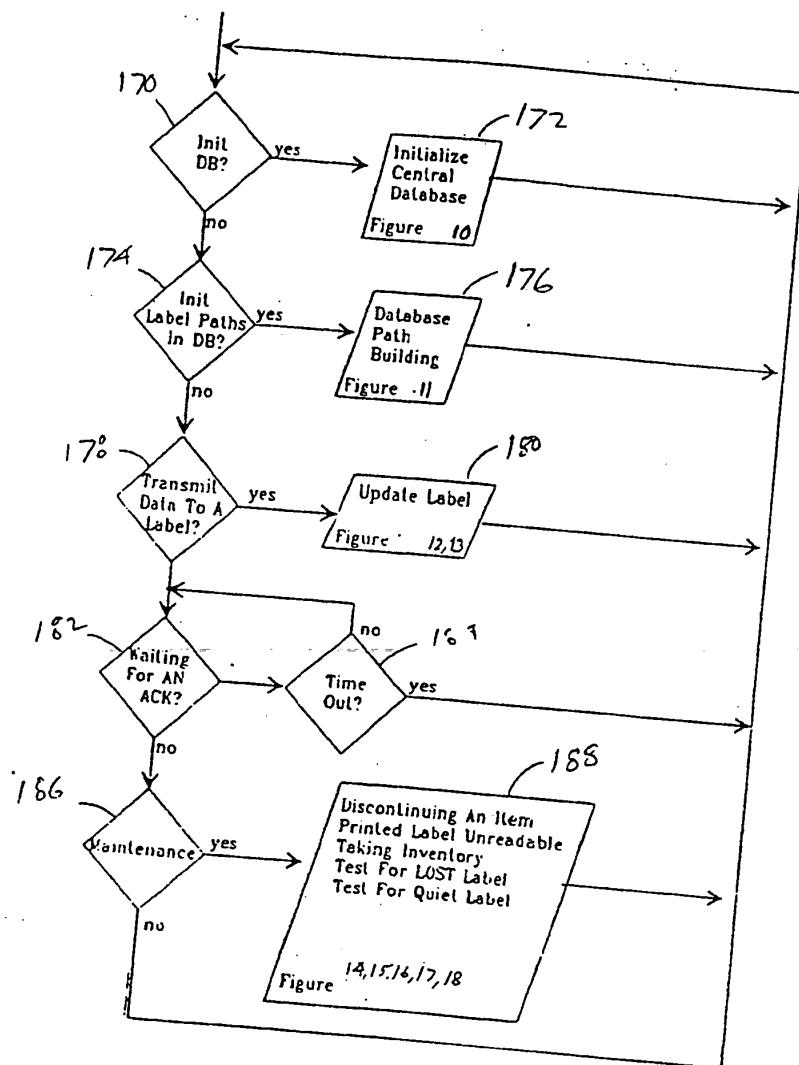 170
Init
DB?
yes
no
172
Initialize
Central
Database
Figure 10
174
Init
Label Paths
In DB?
yes
no
176
Database
Path
Building
Figure 11
178
Transmit
Data To A
Label?
yes
180
Update Label
Figure 12,13
182
Waiting
For AN
ACK?
no
no
Time
Out?
yes
186
Maintenance
yes
no
188
Discontinuing An Item
Printed Label Unreadable
Taking Inventory
Test For LOST Label
Test For Quiet Label
Figure 14,15,16,17,18